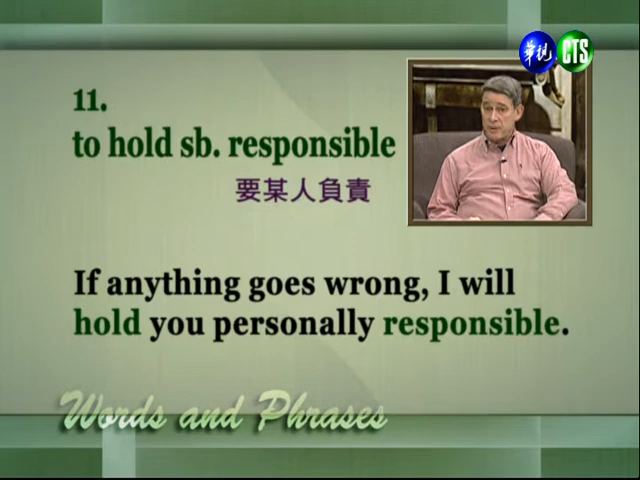 華視 CTS
11.
to hold sb. responsible
要某人負責
If anything goes wrong, I will
hold you personally responsible.
Words and Phrases